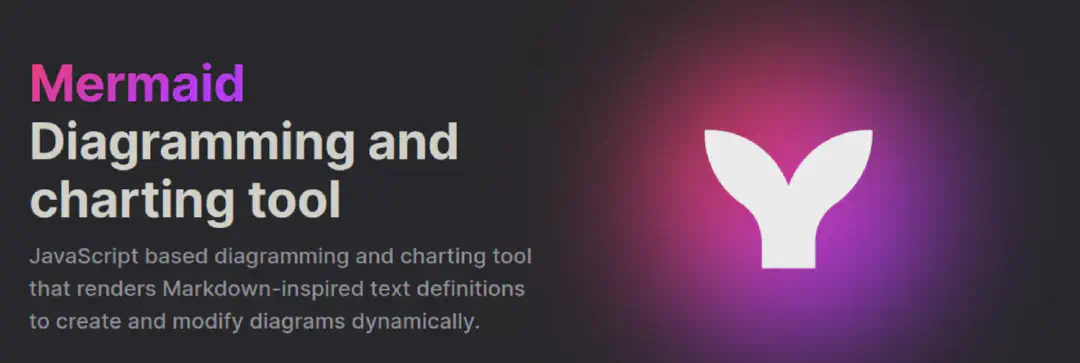 Mermaid
Diagramming and
charting tool
JavaScript based diagramming and charting tool
that renders Markdown-inspired text definitions
to create and modify diagrams dynamically.